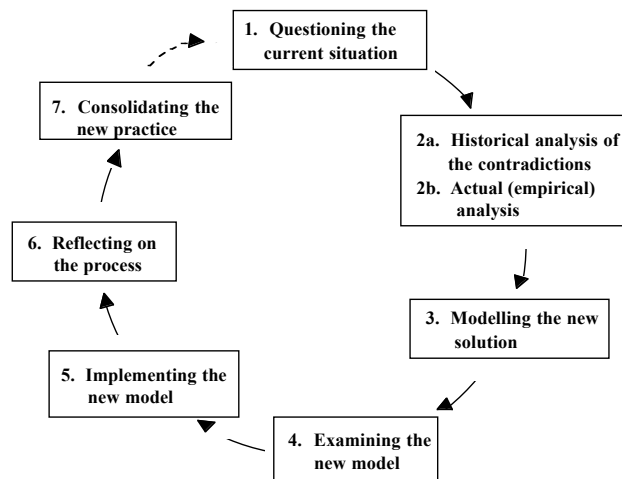 1. Questioning the
current situation
2a. Historical analysis of
the contradictions
2b. Actual (empirical)
analysis
3. Modelling the new
solution
4. Examining the
new model
5. Implementing the
new model
6. Reflecting on
the process
7. Consolidating the
new practice